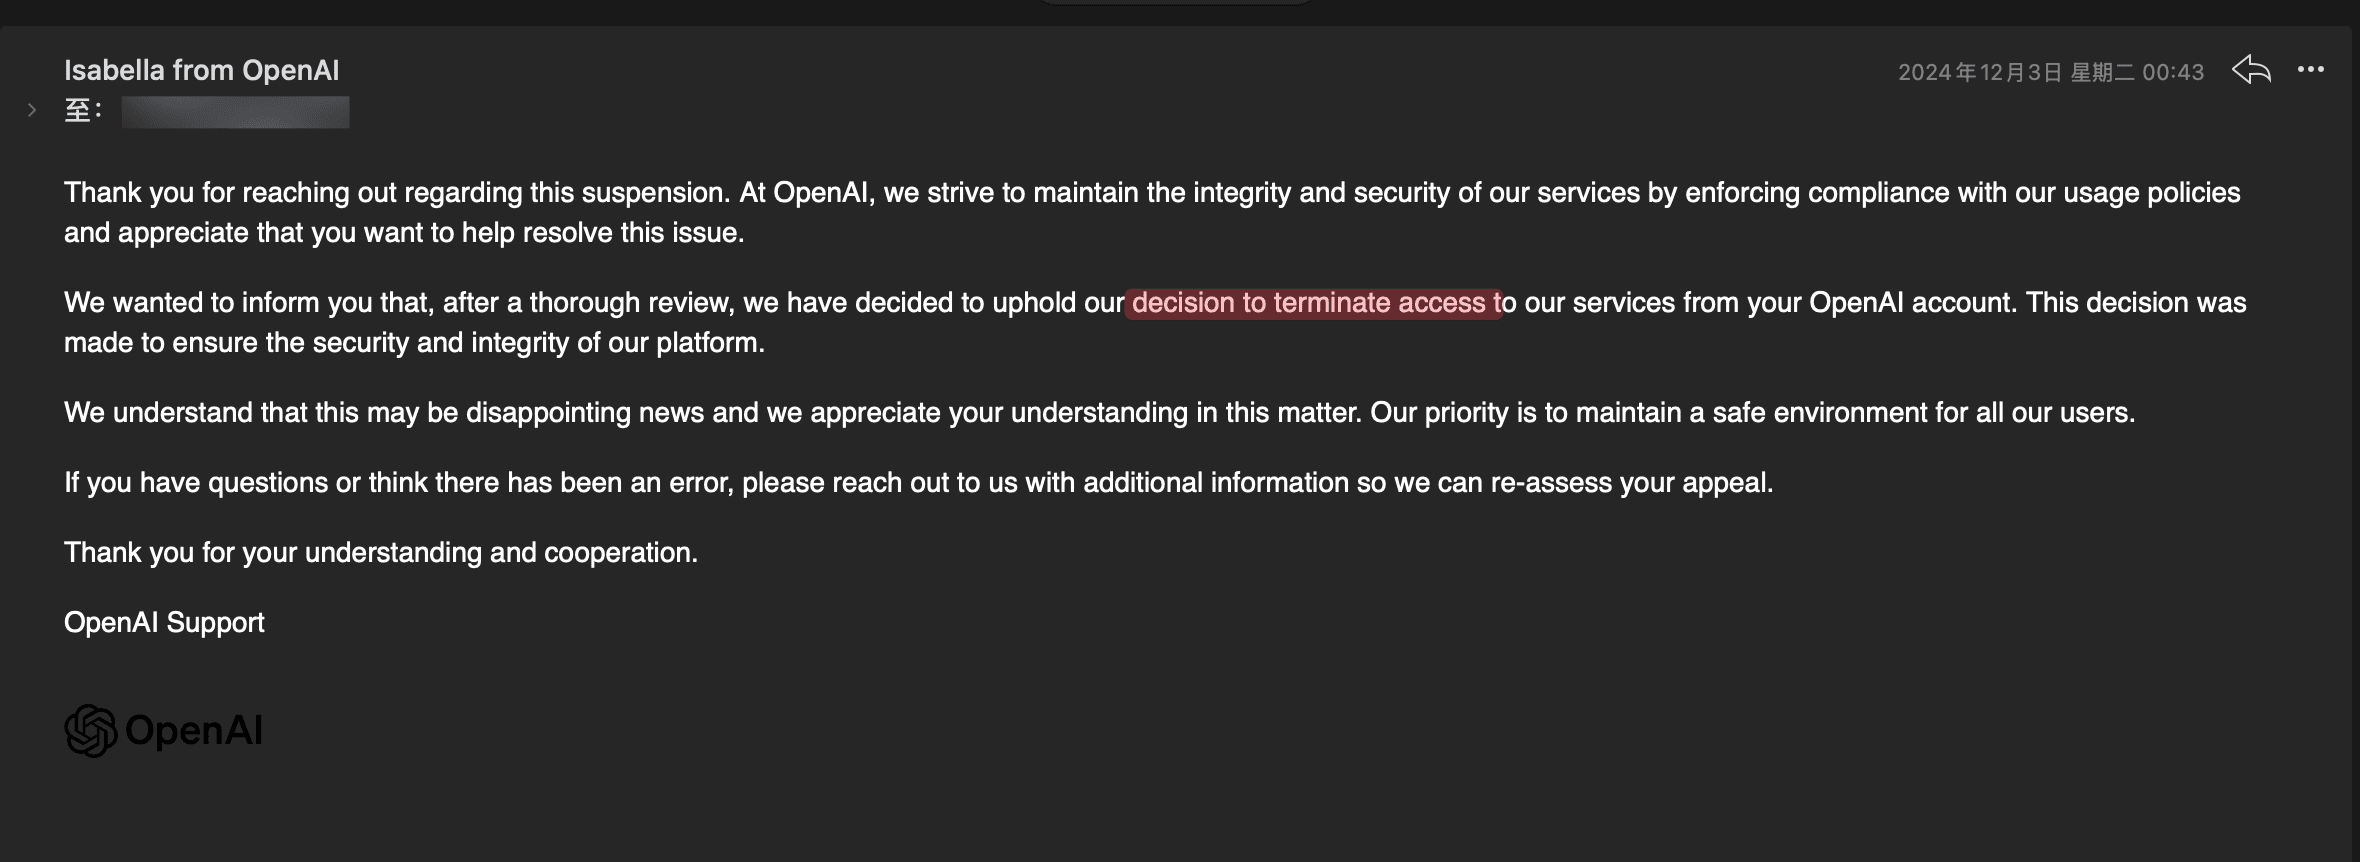 Isabella from OpenAI
2024年12月3日 星期二 00:43
至：
Thank you for reaching out regarding this suspension. At OpenAI, we strive to maintain the integrity and security of our services by enforcing compliance with our usage policies
and appreciate that you want to help resolve this issue.
We wanted to inform you that, after a thorough review, we have decided to uphold our decision to terminate access to our services from your OpenAI account. This decision was
made to ensure the security and integrity of our platform.
We understand that this may be disappointing news and we appreciate your understanding in this matter. Our priority is to maintain a safe environment for all our users.
If you have questions or think there has been an error, please reach out to us with additional information so we can re-assess your appeal.
Thank you for your understanding and cooperation.
OpenAI Support
OpenAI